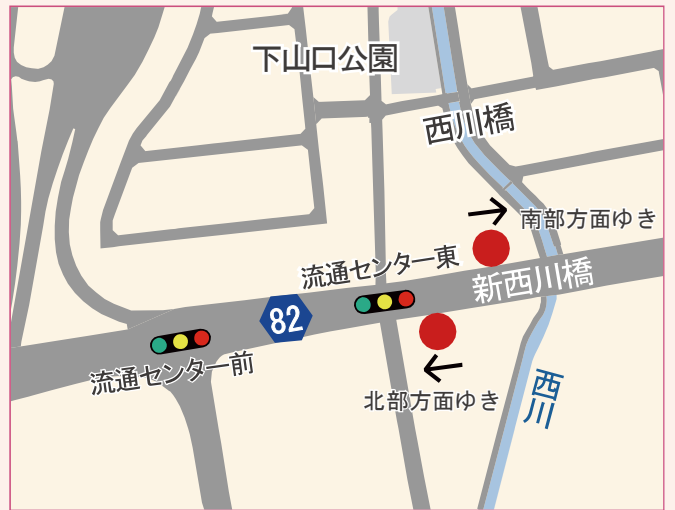 下山口公園
西川橋
南部方面ゆき
流通センター東
新西川橋
82
流通センター前
北部方面ゆき
西川